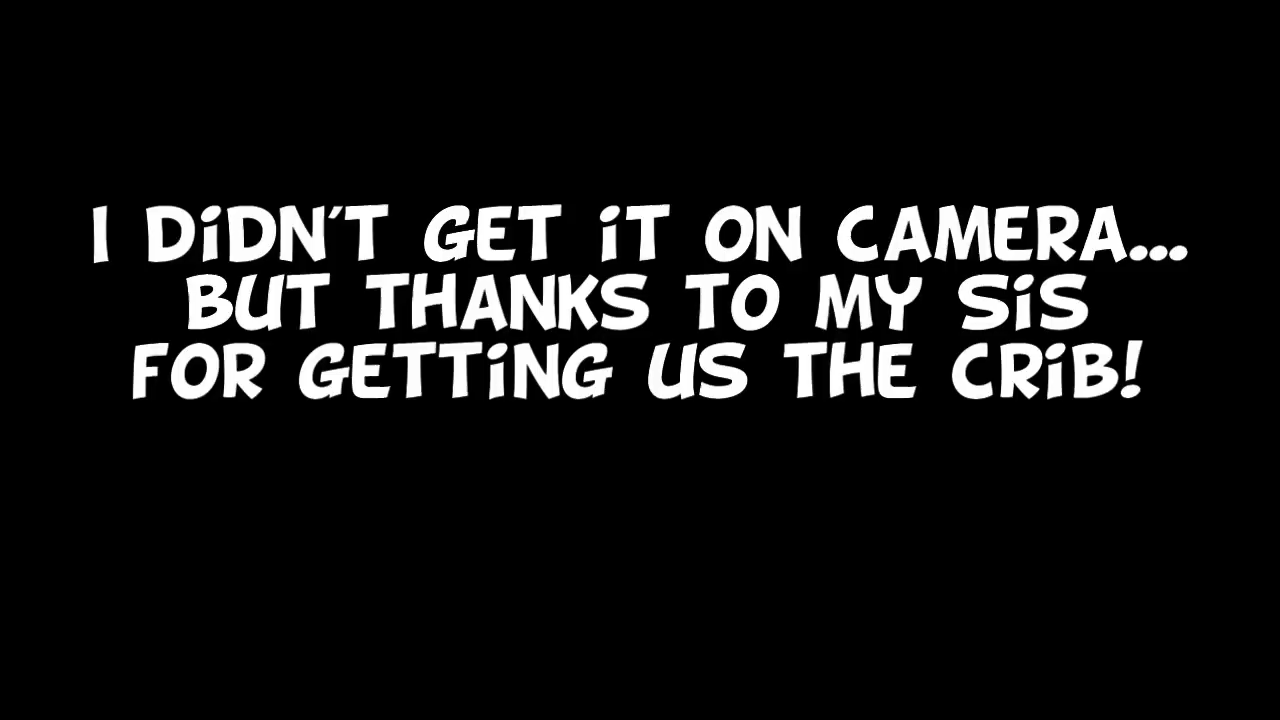 I DIDN'T GET IT ON CAMERA...
BUT THANKS TO MY SIS
FOR GETTING US THE CRIB!